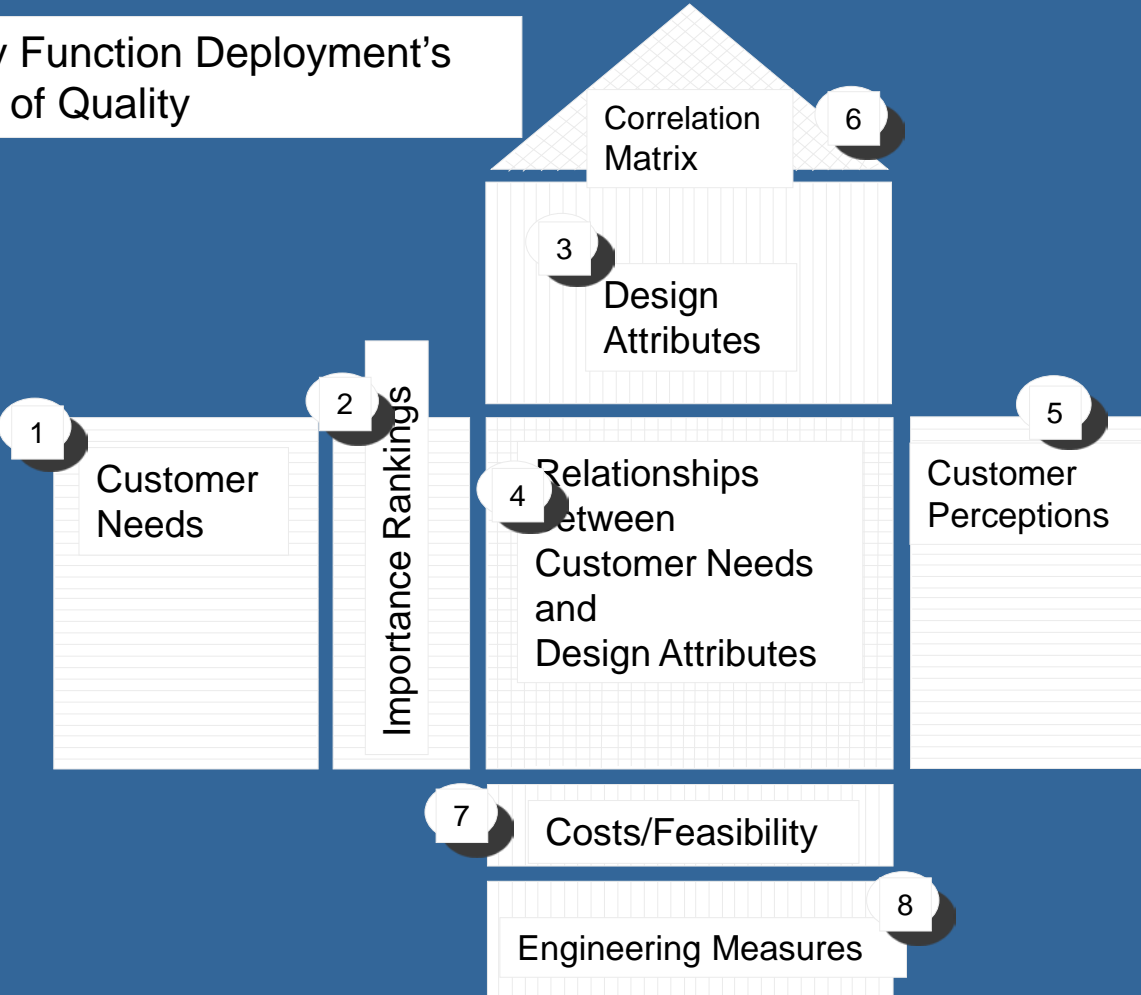 y Function Deployment's
of Quality
Correlation
Matrix
6
3
Design
Attributes
1
Customer
Needs
2
Importance Rankings
4
Relationships
etween
Customer Needs
and
Design Attributes
5
Customer
Perceptions
7
Costs/Feasibility
8
Engineering Measures